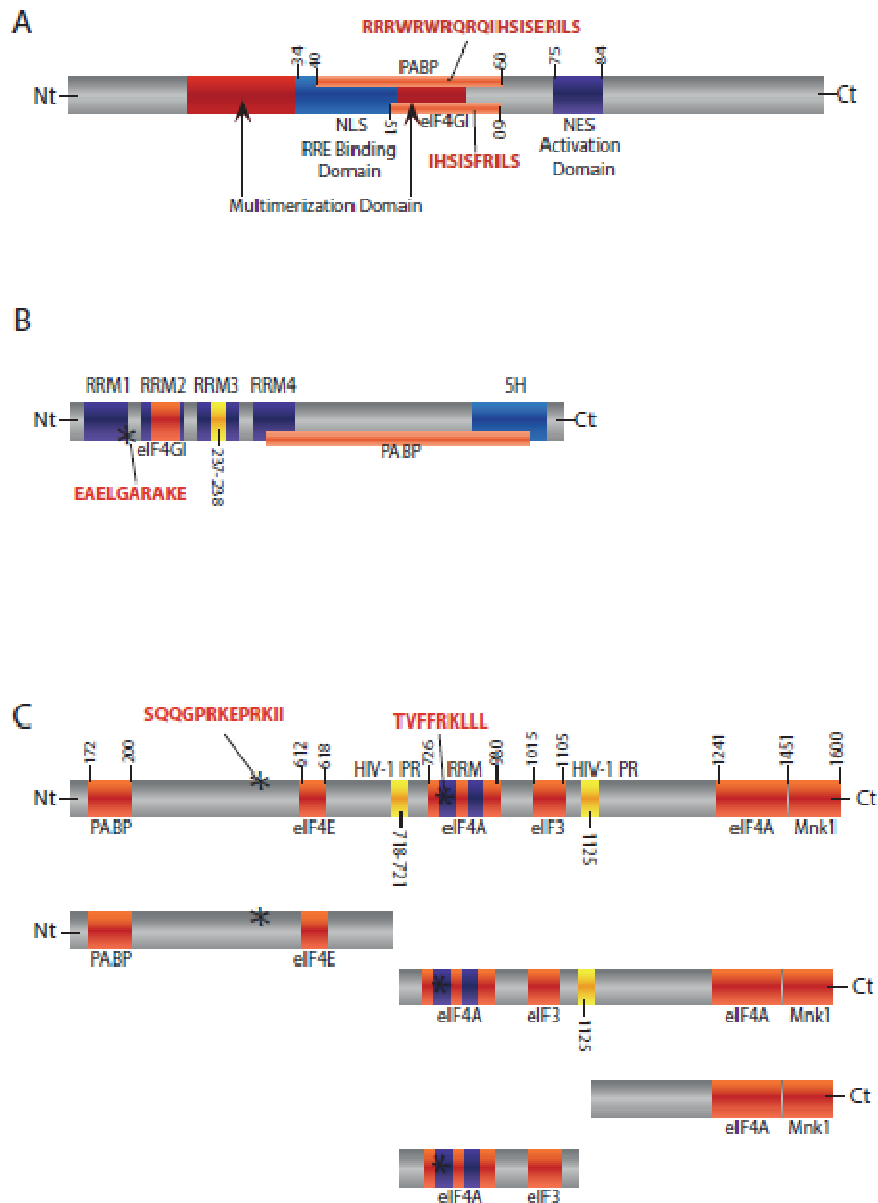 A
RRRWRWRQRQIHSISERILS
34 40 PABP 60 75 84
Nt Ct
NLS 51 eIF4GI 60 NES
RRE Binding Activation
Domain IHSISFRILS Domain
Multimerization Domain
B
RRM1 RRM2 RRM3 RRM4 5H
Nt Ct
* eIF4GI PABP
237-238
EAELGARAKE
C
SQQGPRKEPRKII TVFFRKLLL
172 200 612 618 HIV-1 PR 726 RRM 980 1015 1105 HIV-1 PR 1241 1451 1600
Nt * * Ct
PABP eIF4E eIF4A eIF3 eIF4A Mnk1
718-721 1125
Nt *
PABP eIF4E
* Ct
eIF4A eIF3 eIF4A Mnk1
1125
Ct
eIF4A Mnk1
*
eIF4A eIF3